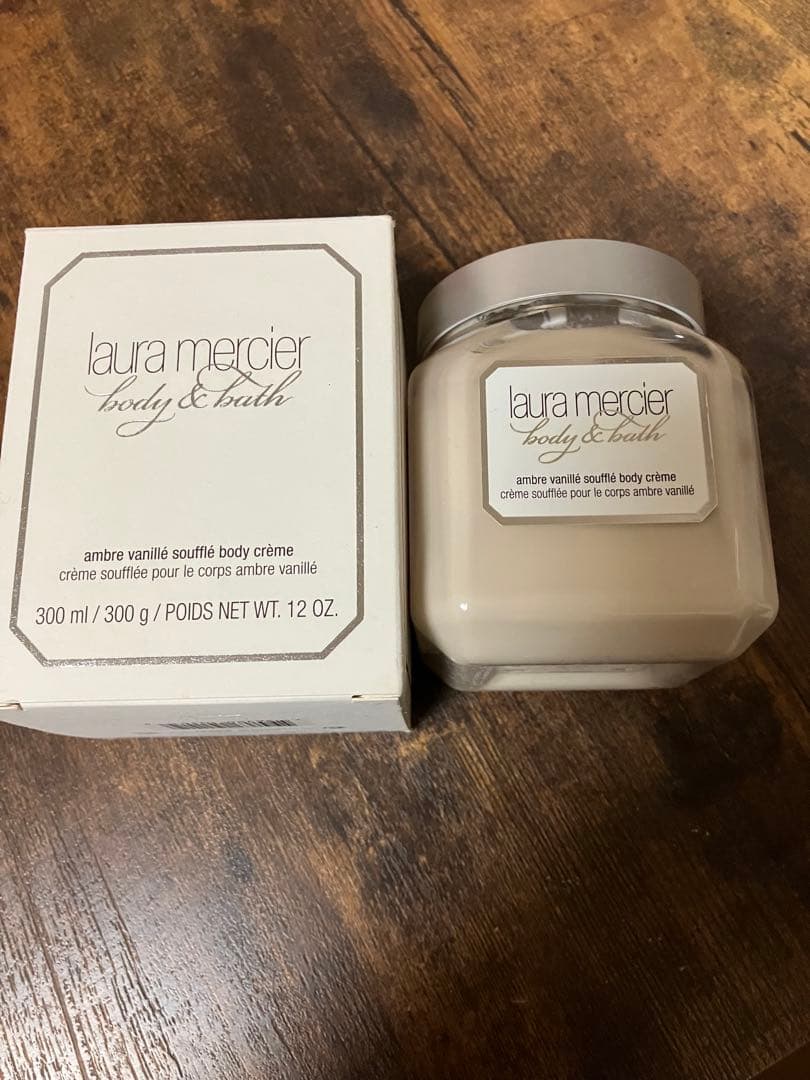 laura mercier
body & bath
ambre vanillé soufflé body crème
crème soufflée pour le corps ambre vanillé
300 ml / 300 g / POIDS NET WT. 12 OZ.
laura mercier
body & bath
ambre vanillé soufflé body crème
crème soufflée pour le corps ambre vanillé